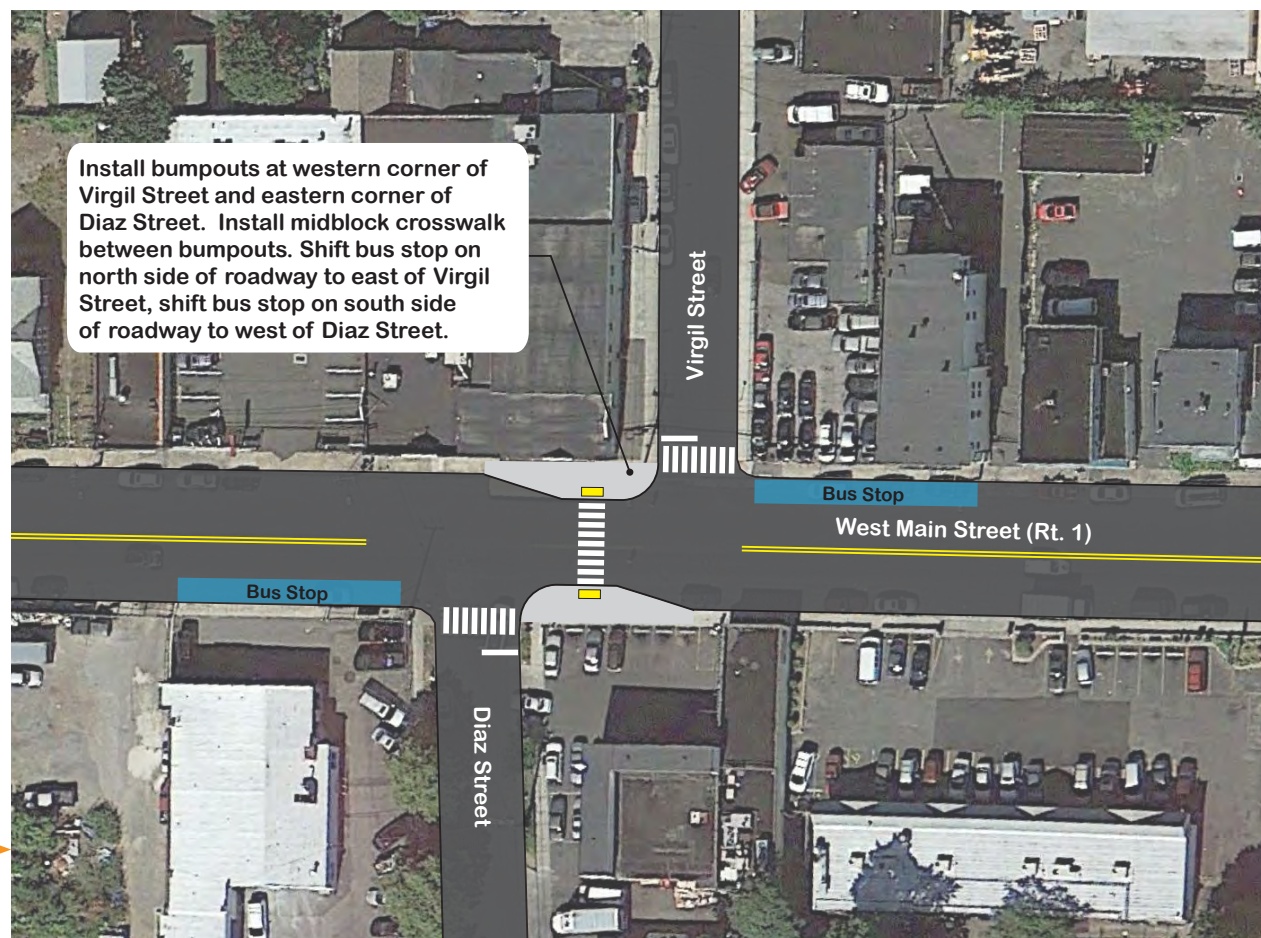 Install bumpouts at western corner of
Virgil Street and eastern corner of
Diaz Street.  Install midblock crosswalk
between bumpouts. Shift bus stop on
north side of roadway to east of Virgil
Street, shift bus stop on south side
of roadway to west of Diaz Street.
Virgil Street
Bus Stop
West Main Street (Rt. 1)
Bus Stop
Diaz Street